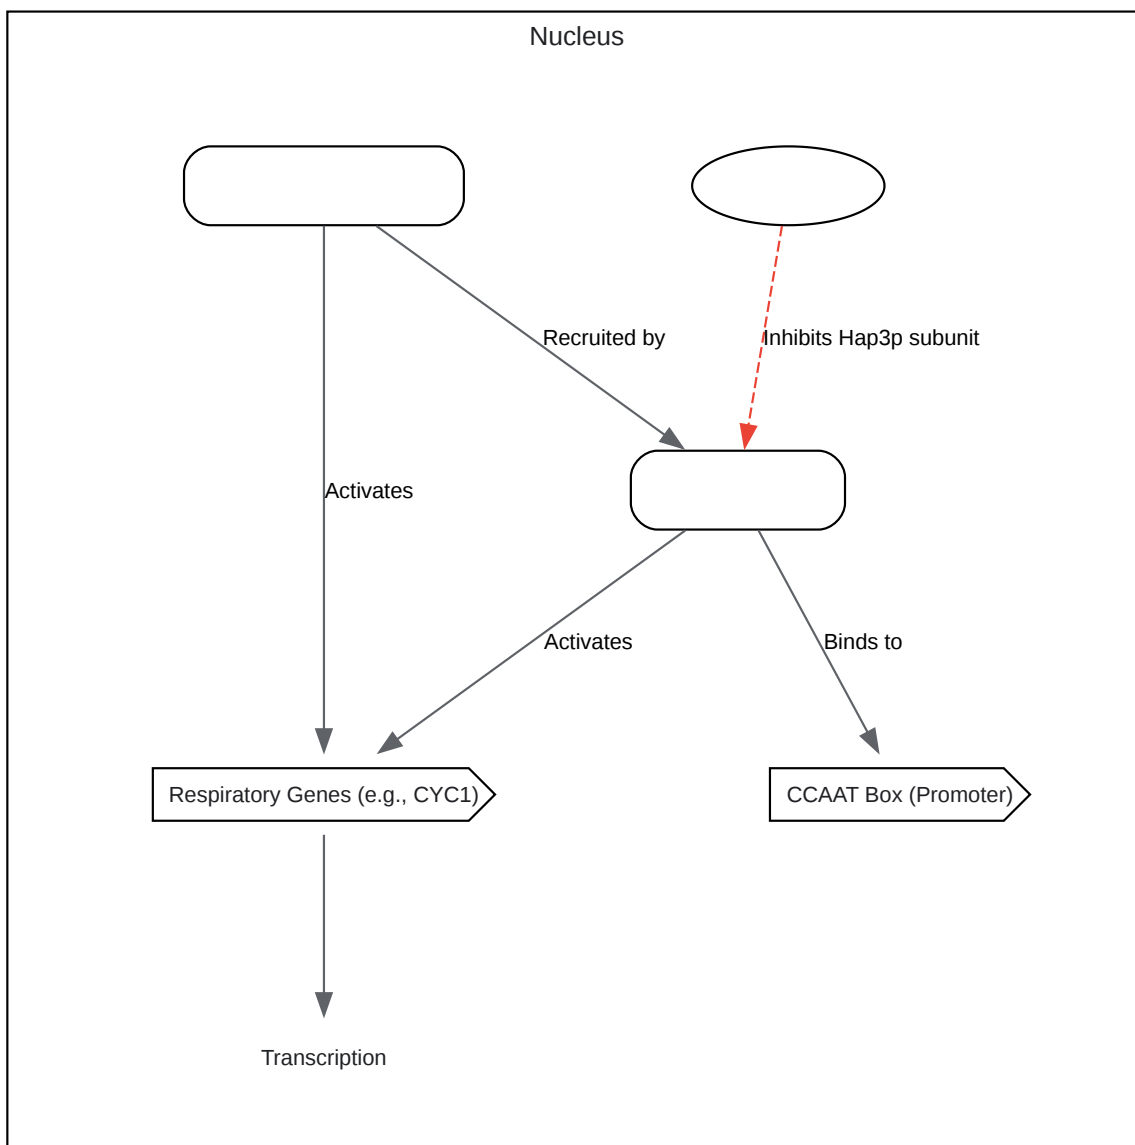 Nucleus
Recruited by
Inhibits Hap3p subunit
Activates
Activates
Binds to
Respiratory Genes (e.g., CYC1)
CCAAT Box (Promoter)
Transcription